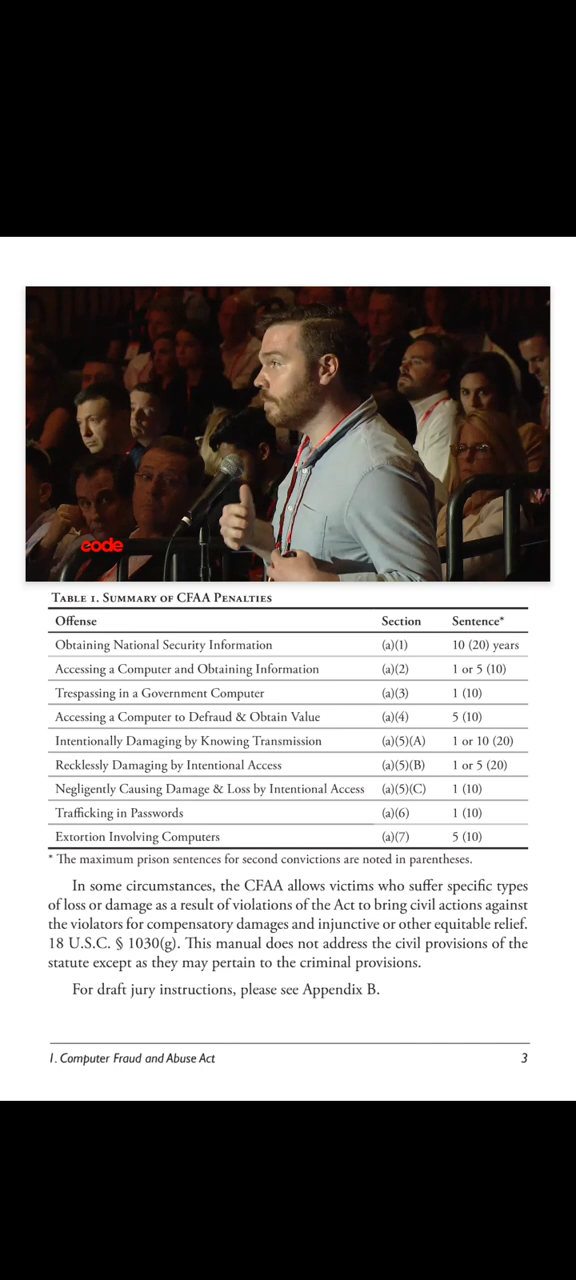 code
TABLE 1. SUMMARY OF CFAA PENALTIES
Offense Section Sentence*
Obtaining National Security Information (a)(1) 10 (20) years
Accessing a Computer and Obtaining Information (a)(2) 1 or 5 (10)
Trespassing in a Government Computer (a)(3) 1 (10)
Accessing a Computer to Defraud & Obtain Value (a)(4) 5 (10)
Intentionally Damaging by Knowing Transmission (a)(5)(A) 1 or 10 (20)
Recklessly Damaging by Intentional Access (a)(5)(B) 1 or 5 (20)
Negligently Causing Damage & Loss by Intentional Access (a)(5)(C) 1 (10)
Trafficking in Passwords (a)(6) 1 (10)
Extortion Involving Computers (a)(7) 5 (10)
* The maximum prison sentences for second convictions are noted in parentheses.
In some circumstances, the CFAA allows victims who suffer specific types
of loss or damage as a result of violations of the Act to bring civil actions against
the violators for compensatory damages and injunctive or other equitable relief.
18 U.S.C. § 1030(g). This manual does not address the civil provisions of the
statute except as they may pertain to the criminal provisions.
For draft jury instructions, please see Appendix B.
1. Computer Fraud and Abuse Act 3